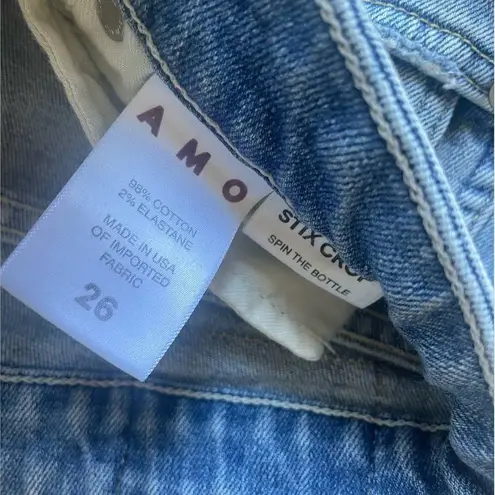 AMO
98% COTTON
2% ELASTANE
MADE IN USA
OF IMPORTED
FABRIC
26
STIX CROP
SPIN THE BOTTLE